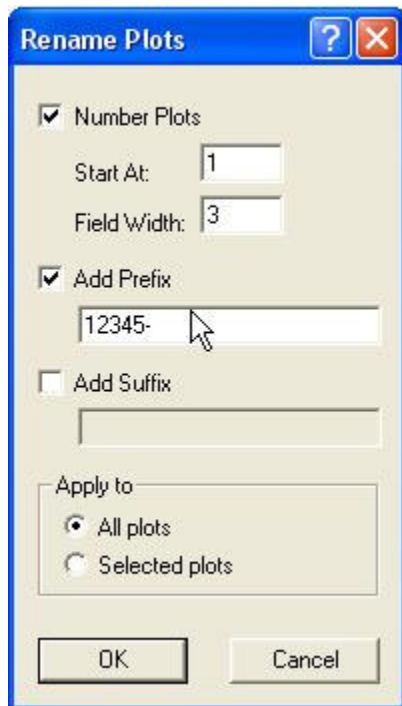 Rename Plots
Number Plots
Start At: 1
Field Width: 3
Add Prefix
12345-
Add Suffix
Apply to
All plots
Selected plots
OK Cancel